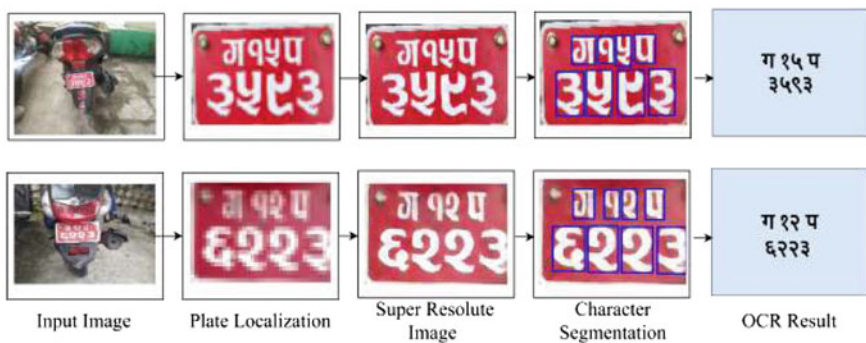 ग१५प
३५९३
ग१५प
३५९३
ग१५प
३५९३
ग १५ प
३५९३
ग १२ प
६२२३
ग १२ प
६२२३
ग १२ प
६२२३
ग १२ प
६२२३
Input Image
Plate Localization
Super Resolute
Image
Character
Segmentation
OCR Result